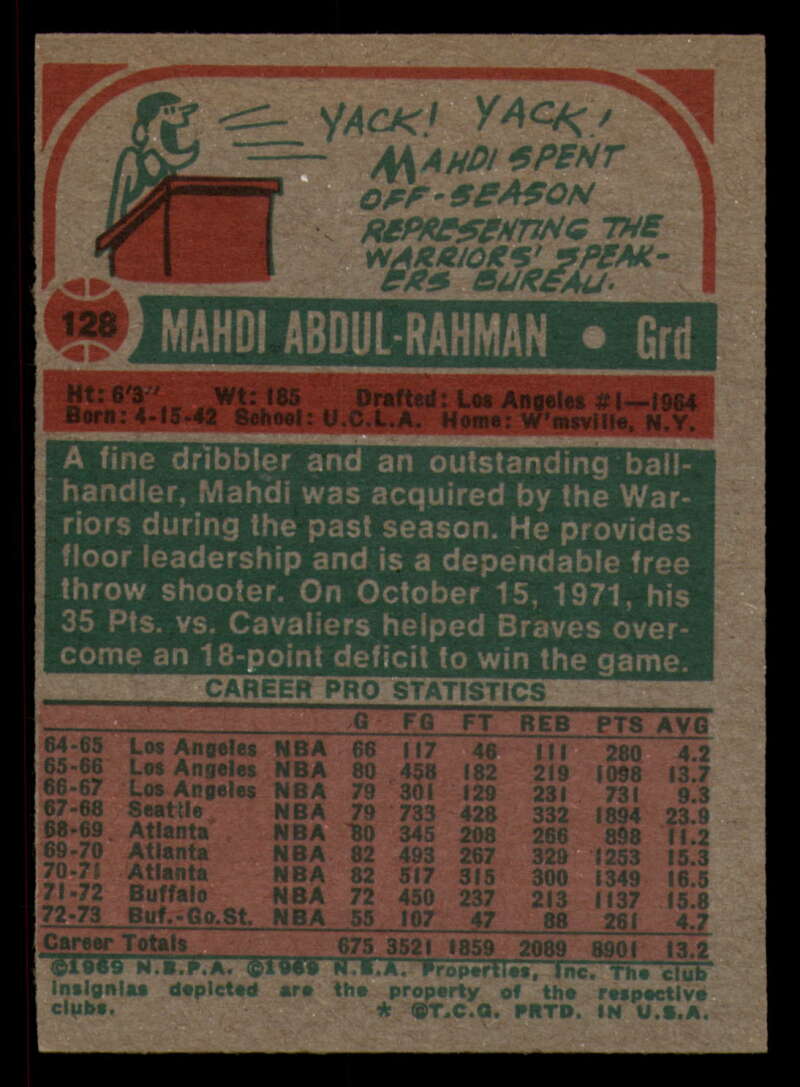 YACK! YACK!
MAHDI SPENT
OFF-SEASON
REPRESENTING THE
WARRIORS' SPEAK-
ERS BUREAU.
128 MAHDI ABDUL-RAHMAN • Grd
Ht: 6'3" Wt: 185 Drafted: Los Angeles #1—1964
Born: 4-15-42 School: U.C.L.A. Home: W'msville, N.Y.
A fine dribbler and an outstanding ball-
handler, Mahdi was acquired by the War-
riors during the past season. He provides
floor leadership and is a dependable free
throw shooter. On October 15, 1971, his
35 Pts. vs. Cavaliers helped Braves over-
come an 18-point deficit to win the game.
CAREER PRO STATISTICS
G FG FT REB PTS AVG
64-65 Los Angeles NBA 66 117 46 111 280 4.2
65-66 Los Angeles NBA 80 458 182 219 1098 13.7
66-67 Los Angeles NBA 79 301 129 231 731 9.3
67-68 Seattle NBA 79 733 428 332 1894 23.9
68-69 Atlanta NBA 80 345 208 266 898 11.2
69-70 Atlanta NBA 82 493 267 329 1253 15.3
70-71 Atlanta NBA 82 517 315 300 1349 16.5
71-72 Buffalo NBA 72 450 237 213 1137 15.8
72-73 Buf.-Go.St. NBA 55 107 47 88 261 4.7
Career Totals 675 3521 1859 2089 8901 13.2
©1969 N.B.P.A. ©1969 N.B.A. Properties, Inc. The club
insignias depicted are the property of the respective
clubs. * ©T.C.G. PRTD. IN U.S.A.